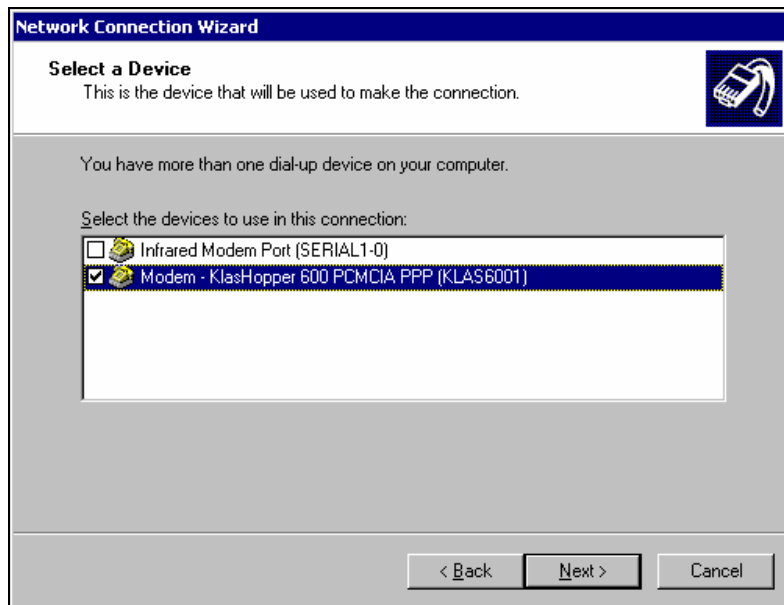 Network Connection Wizard
Select a Device
This is the device that will be used to make the connection.
You have more than one dial-up device on your computer.
Select the devices to use in this connection:
Infrared Modem Port (SERIAL1-0)
Modem - KlasHopper 600 PCMCIA PPP (KLAS6001)
< Back Next > Cancel